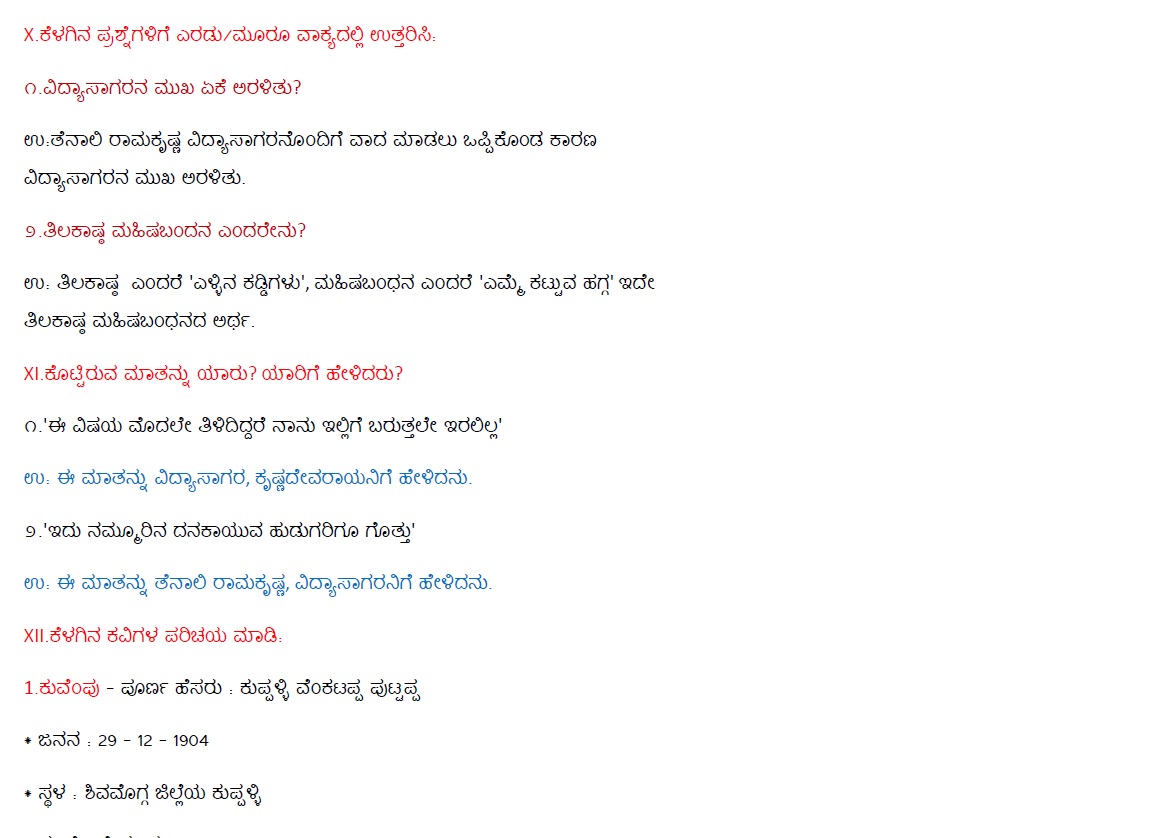 X.ಕೆಳಗಿನ ಪ್ರಶ್ನೆಗಳಿಗೆ ಎರಡು/ಮೂರೂ ವಾಕ್ಯದಲ್ಲಿ ಉತ್ತರಿಸಿ:
೧.ವಿದ್ಯಾಸಾಗರನ ಮುಖ ಏಕೆ ಅರಳಿತು?
ಉ:ತೆನಾಲಿ ರಾಮಕೃಷ್ಣ ವಿದ್ಯಾಸಾಗರನೊಂದಿಗೆ ವಾದ ಮಾಡಲು ಒಪ್ಪಿಕೊಂಡ ಕಾರಣ
ವಿದ್ಯಾಸಾಗರನ ಮುಖ ಅರಳಿತು.
೨.ತಿಲಕಾಷ್ಠ ಮಹಿಷಬಂದನ ಎಂದರೇನು?
ಉ: ತಿಲಕಾಷ್ಠ ಎಂದರೆ 'ಎಳ್ಳಿನ ಕಡ್ಡಿಗಳು', ಮಹಿಷಬಂಧನ ಎಂದರೆ 'ಎಮ್ಮೆ ಕಟ್ಟುವ ಹಗ್ಗ' ಇದೇ
ತಿಲಕಾಷ್ಠ ಮಹಿಷಬಂಧನದ ಅರ್ಥ.
XI.ಕೊಟ್ಟಿರುವ ಮಾತನ್ನು ಯಾರು? ಯಾರಿಗೆ ಹೇಳಿದರು?
೧.'ಈ ವಿಷಯ ಮೊದಲೇ ತಿಳಿದಿದ್ದರೆ ನಾನು ಇಲ್ಲಿಗೆ ಬರುತ್ತಲೇ ಇರಲಿಲ್ಲ'
ಉ: ಈ ಮಾತನ್ನು ವಿದ್ಯಾಸಾಗರ, ಕೃಷ್ಣದೇವರಾಯನಿಗೆ ಹೇಳಿದನು.
೨.'ಇದು ನಮ್ಮೂರಿನ ದನಕಾಯುವ ಹುಡುಗರಿಗೂ ಗೊತ್ತು'
ಉ: ಈ ಮಾತನ್ನು ತೆನಾಲಿ ರಾಮಕೃಷ್ಣ, ವಿದ್ಯಾಸಾಗರನಿಗೆ ಹೇಳಿದನು.
XII.ಕೆಳಗಿನ ಕವಿಗಳ ಪರಿಚಯ ಮಾಡಿ:
1.ಕುವೆಂಪು - ಪೂರ್ಣ ಹೆಸರು : ಕುಪ್ಪಳ್ಳಿ ವೆಂಕಟಪ್ಪ ಪುಟ್ಟಪ್ಪ
* ಜನನ : 29 - 12 - 1904
* ಸ್ಥಳ : ಶಿವಮೊಗ್ಗ ಜಿಲ್ಲೆಯ ಕುಪ್ಪಳ್ಳಿ